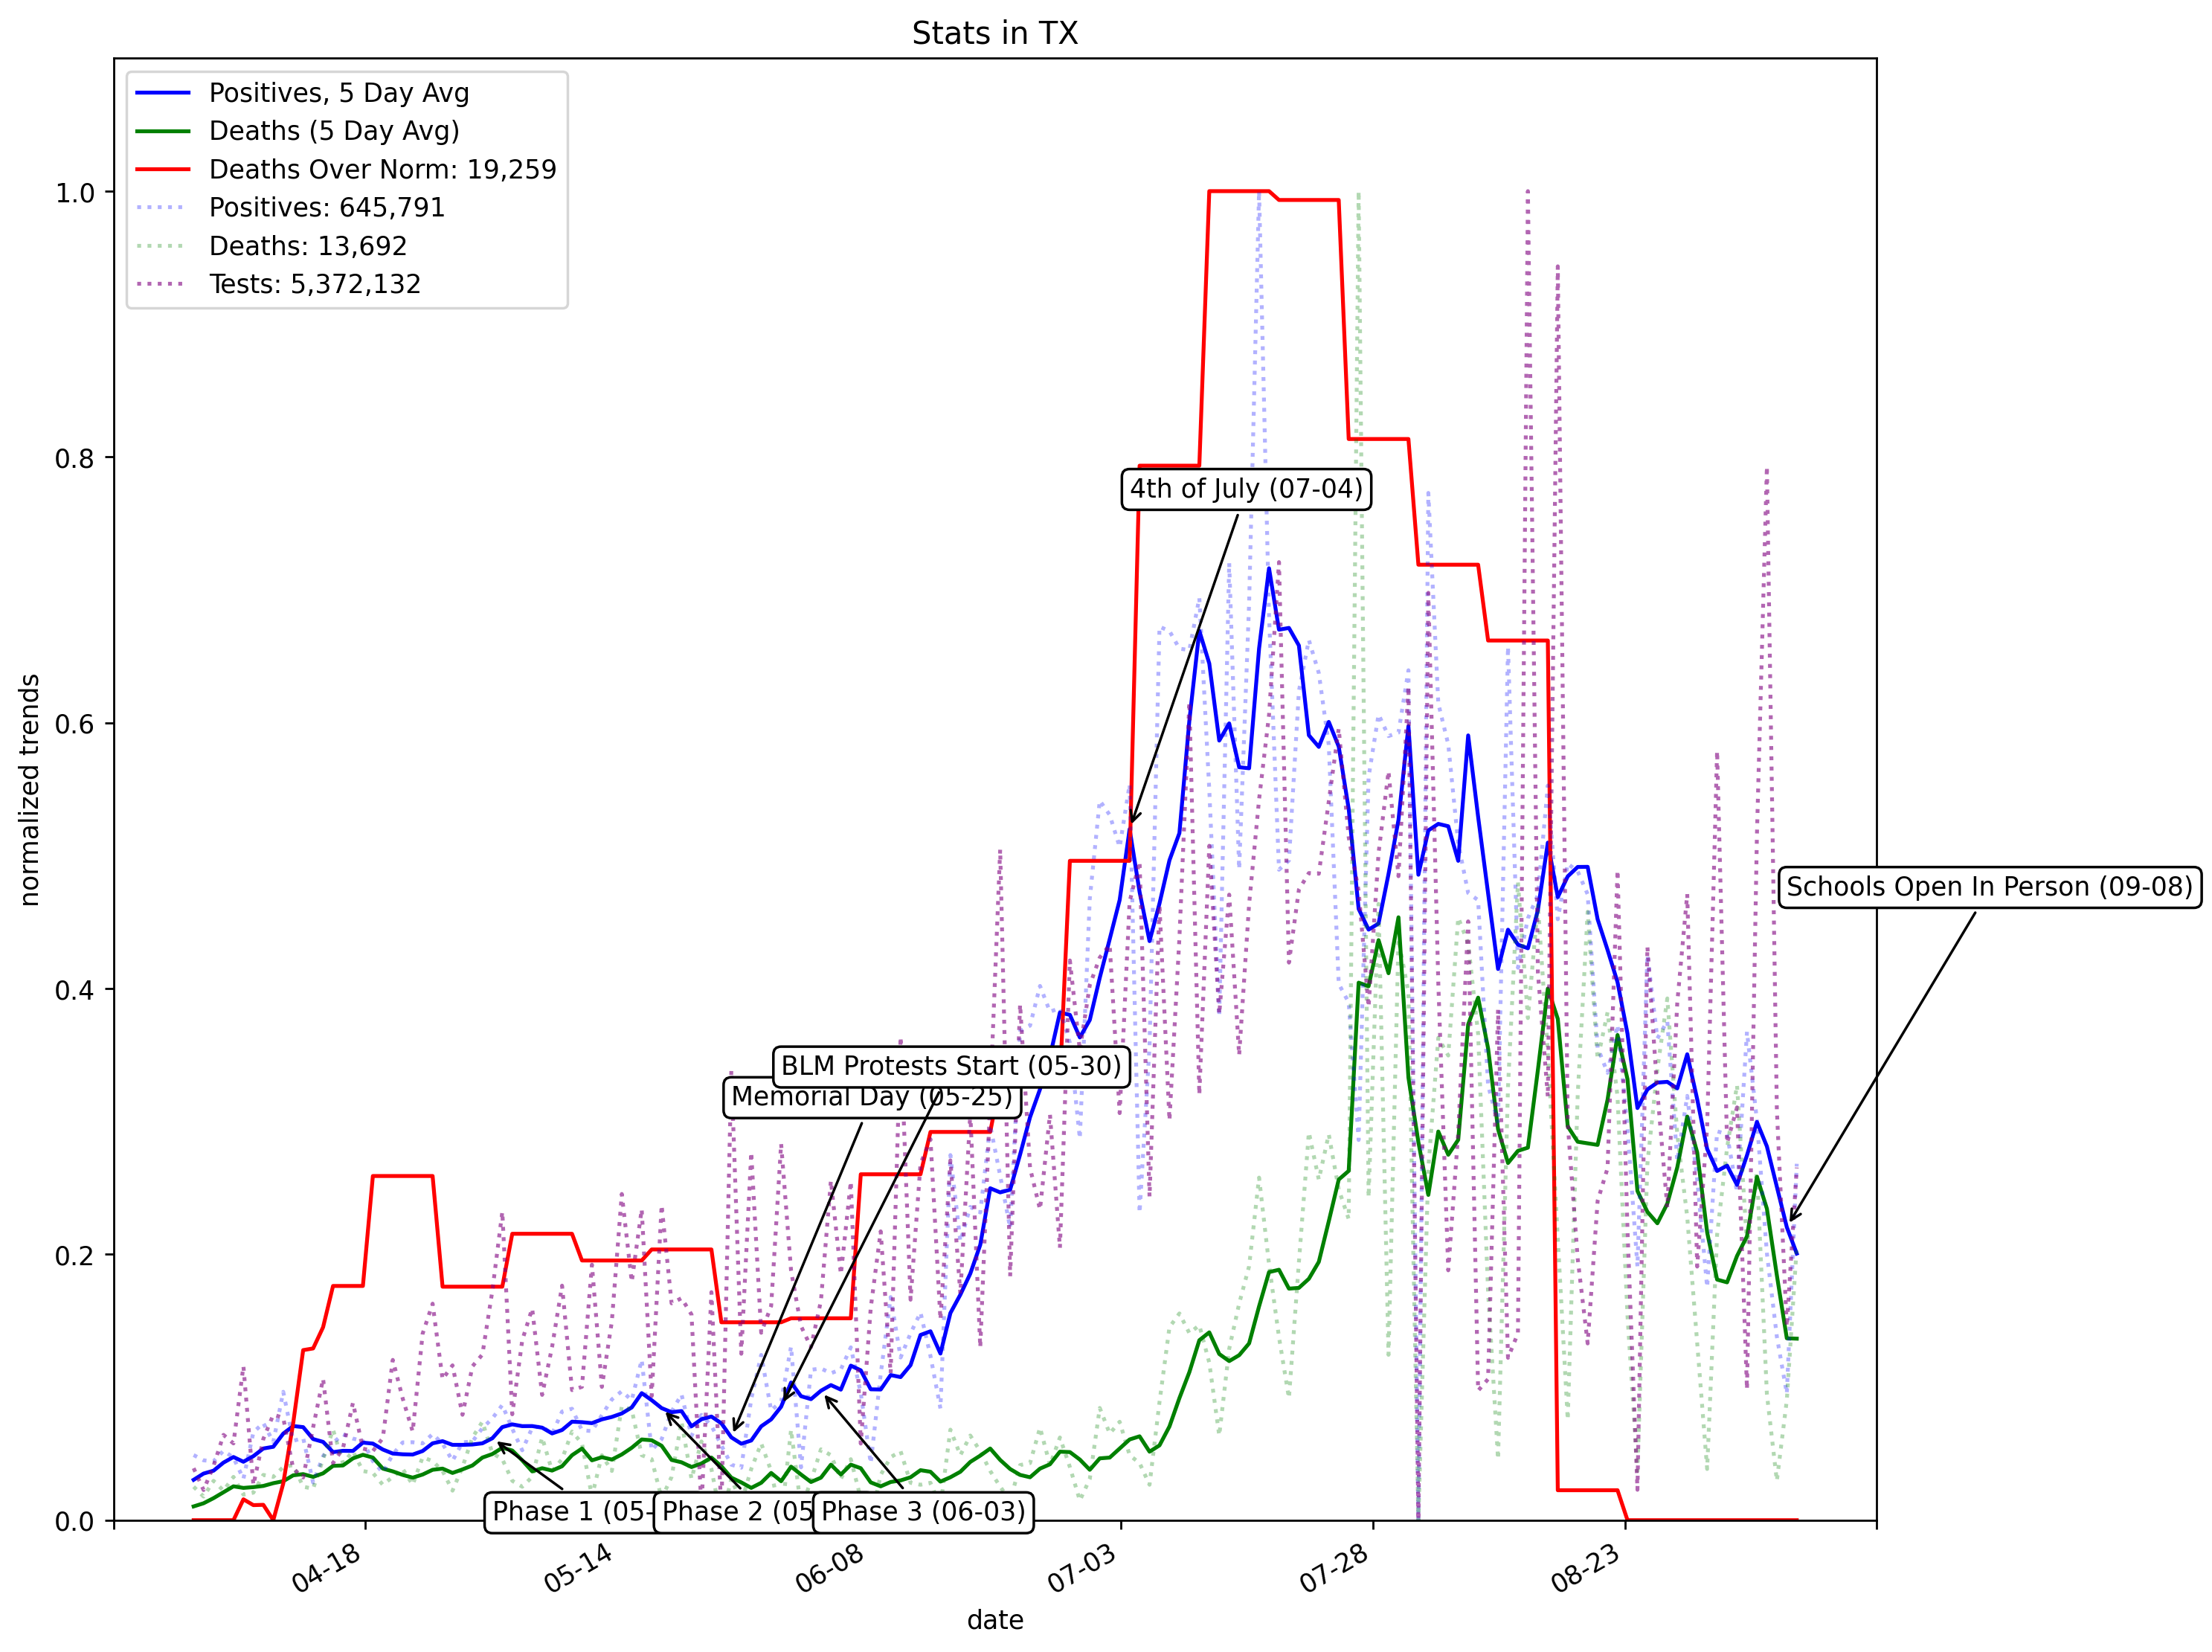 Stats in TX
Positives, 5 Day Avg
Deaths (5 Day Avg)
Deaths Over Norm: 19,259
Positives: 645,791
Deaths: 13,692
Tests: 5,372,132
1.0
0.8
0.6
0.4
0.2
0.0
normalized trends
4th of July (07-04)
Schools Open In Person (09-08)
BLM Protests Start (05-30)
Memorial Day (05-25)
Phase 1 (05-
Phase 2 (05
Phase 3 (06-03)
04-18
05-14
06-08
07-03
07-28
08-23
date